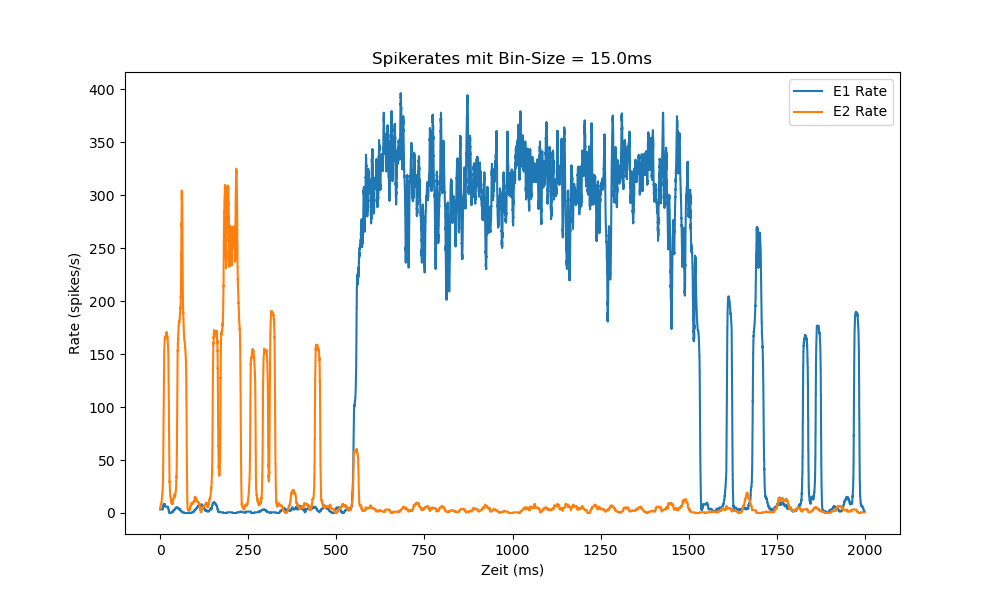 Spikerates mit Bin-Size = 15.0ms
E1 Rate
E2 Rate
Rate (spikes/s)
400
350
300
250
200
150
100
50
0
0 250 500 750 1000 1250 1500 1750 2000
Zeit (ms)